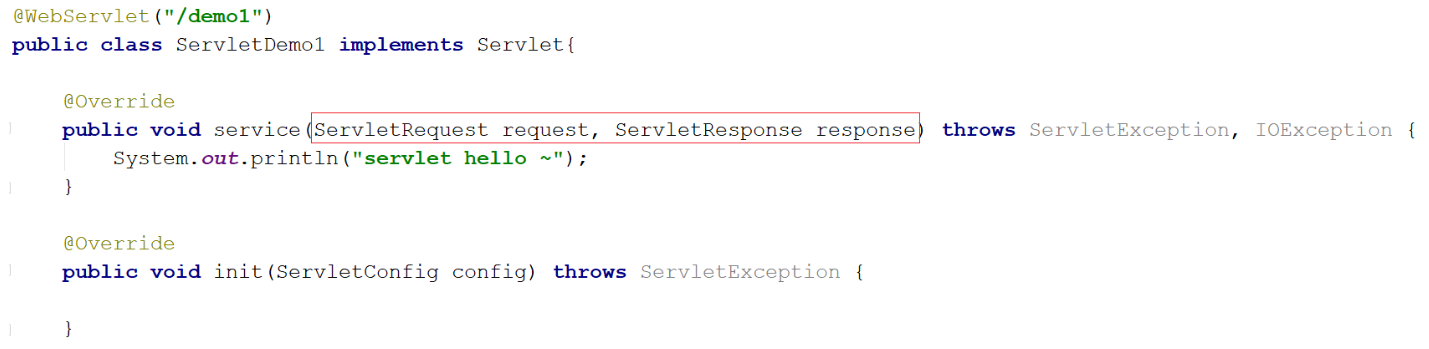 @WebServlet("/demo1")
public class ServletDemo1 implements Servlet{
@Override
public void service(ServletRequest request, ServletResponse response) throws ServletException, IOException {
System.out.println("servlet hello ~");
}
@Override
public void init(ServletConfig config) throws ServletException {
}